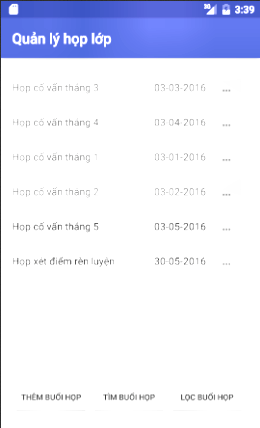 3G 3:39
Quản lý họp lớp
Họp cố vấn tháng 3 03-03-2016 ...
Họp cố vấn tháng 4 03-04-2016 ...
Họp cố vấn tháng 1 03-01-2016 ...
Họp cố vấn tháng 2 03-02-2016 ...
Họp cố vấn tháng 5 03-05-2016 ...
Họp xét điểm rèn luyện 30-05-2016 ...
THÊM BUỔI HỌP TÌM BUỔI HỌP LỌC BUỔI HỌP